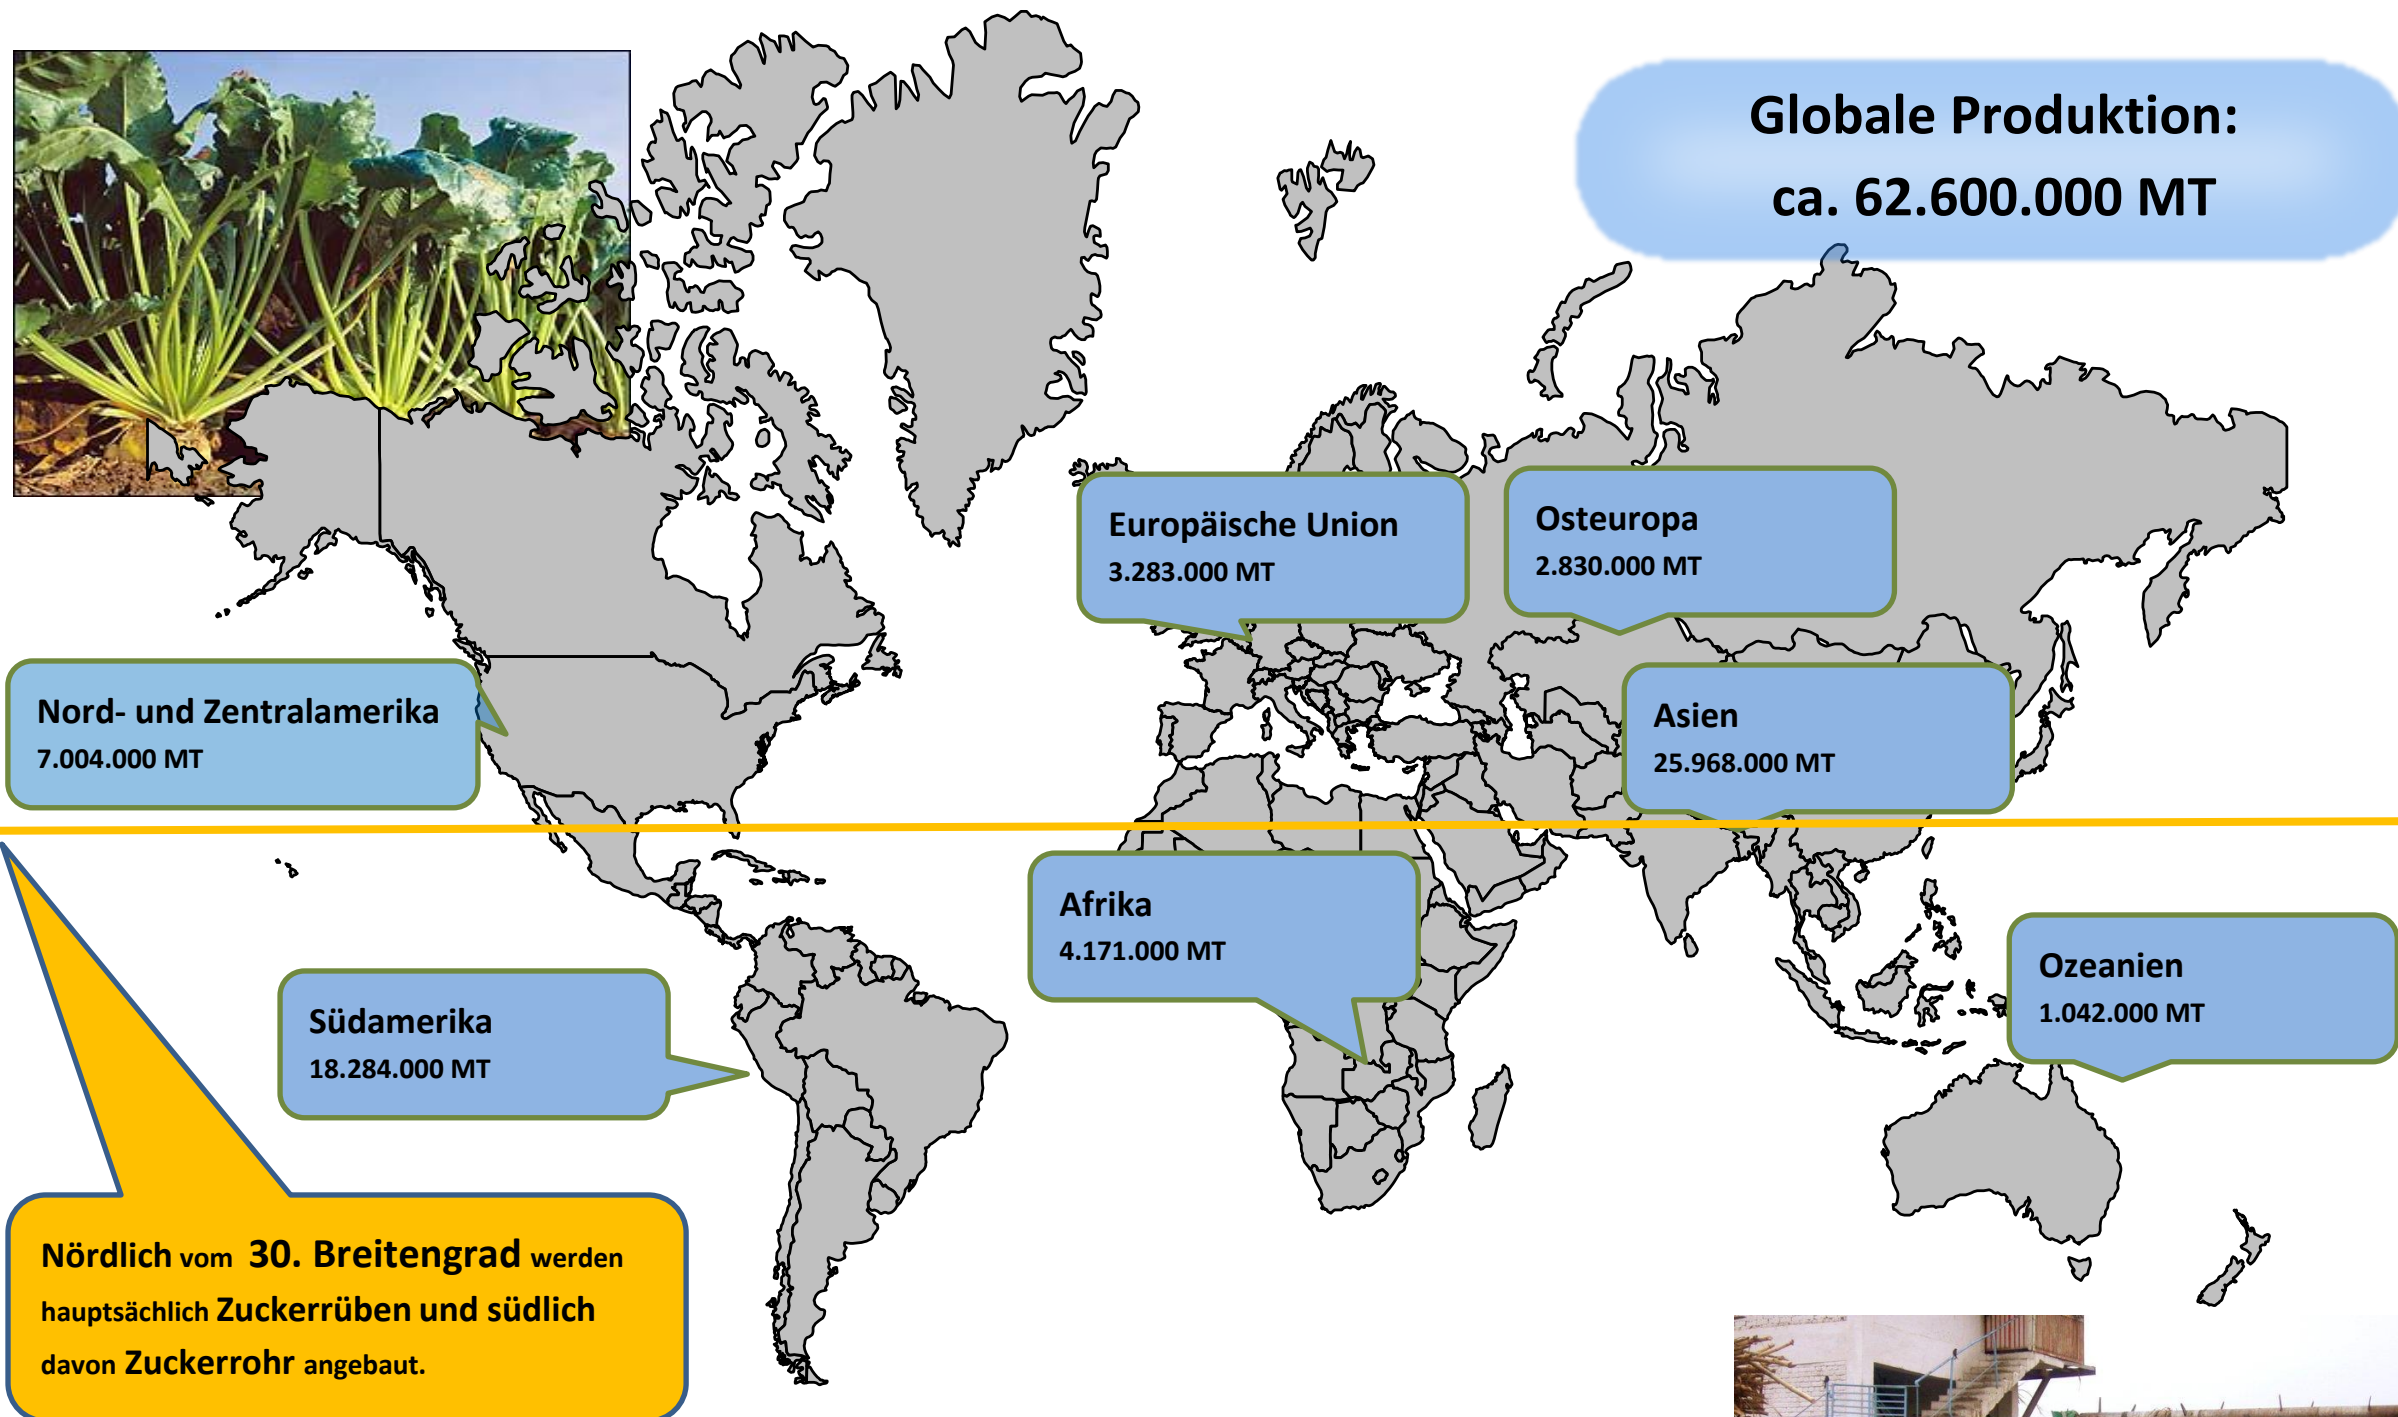 Globale Produktion:
ca. 62.600.000 MT
Europäische Union
3.283.000 MT
Osteuropa
2.830.000 MT
Nord- und Zentralamerika
7.004.000 MT
Asien
25.968.000 MT
Afrika
4.171.000 MT
Ozeanien
1.042.000 MT
Südamerika
18.284.000 MT
Nördlich vom 30. Breitengrad werden
hauptsächlich Zuckerrüben und südlich
davon Zuckerrohr angebaut.